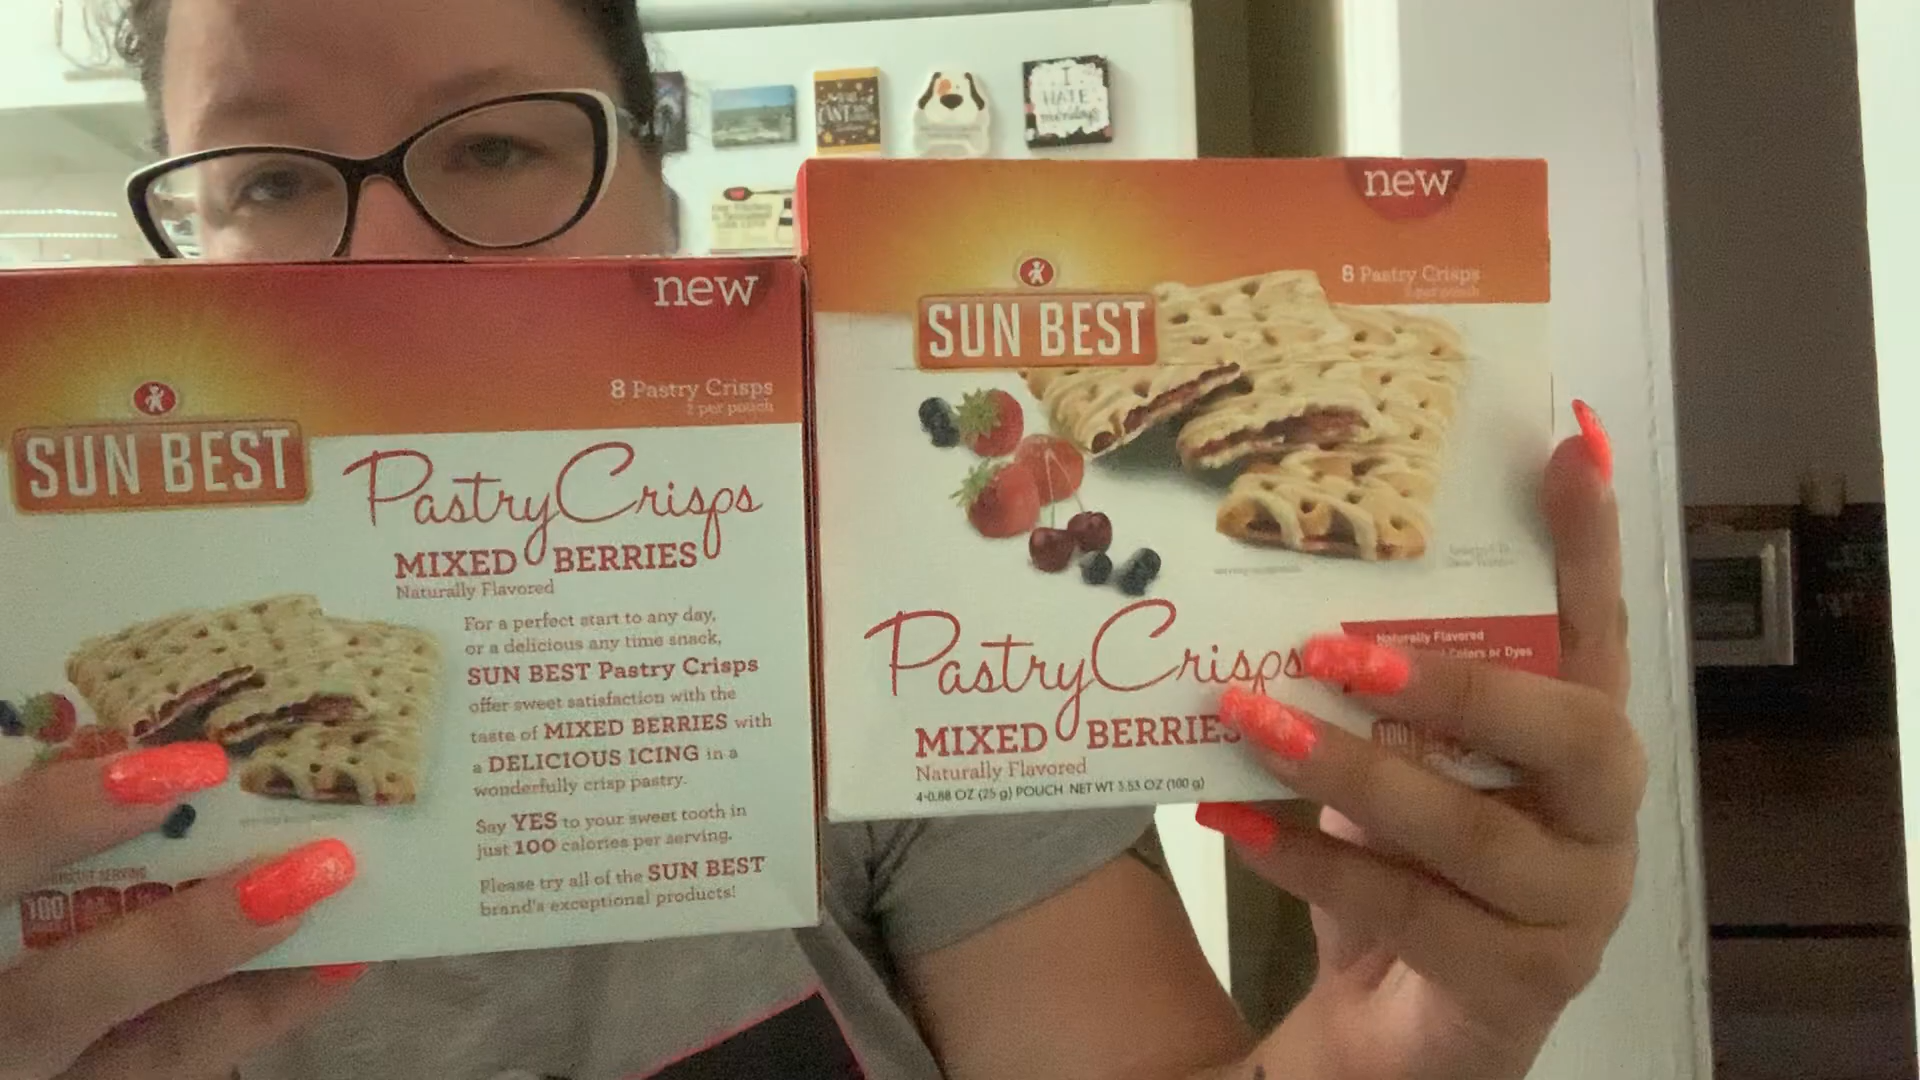 I
HATE
mondays
new
8 Pastry Crisps
2 per pouch
SUN BEST
Pastry Crisps
MIXED BERRIES
Naturally Flavored
For a perfect start to any day,
or a delicious any time snack,
SUN BEST Pastry Crisps
offer sweet satisfaction with the
taste of MIXED BERRIES with
a DELICIOUS ICING in a
wonderfully crisp pastry.
Say YES to your sweet tooth in
just 100 calories per serving.
Please try all of the SUN BEST
brand's exceptional products!
100
new
8 Pastry Crisps
2 per pouch
SUN BEST
Pastry Crisps
MIXED BERRIES
Naturally Flavored
4-0.88 OZ (25 g) POUCH NET WT 3.53 OZ (100 g)
Naturally Flavored
Colors or Dyes
100